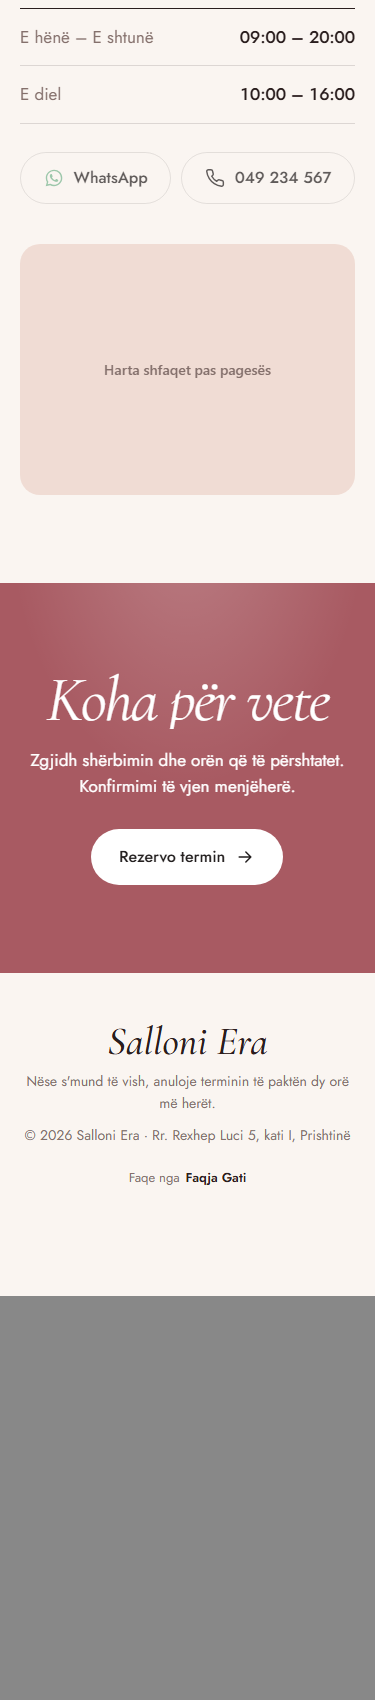 E hënë – E shtunë 09:00 – 20:00
E diel 10:00 – 16:00
WhatsApp 049 234 567
Harta shfaqet pas pagesës
Koha për vete
Zgjidh shërbimin dhe orën që të përshtatet.
Konfirmimi të vjen menjëherë.
Rezervo termin →
Salloni Era
Nëse s'mund të vish, anuloje terminin të paktën dy orë
më herët.
© 2026 Salloni Era · Rr. Rexhep Luci 5, kati I, Prishtinë
Faqe nga Faqja Gati